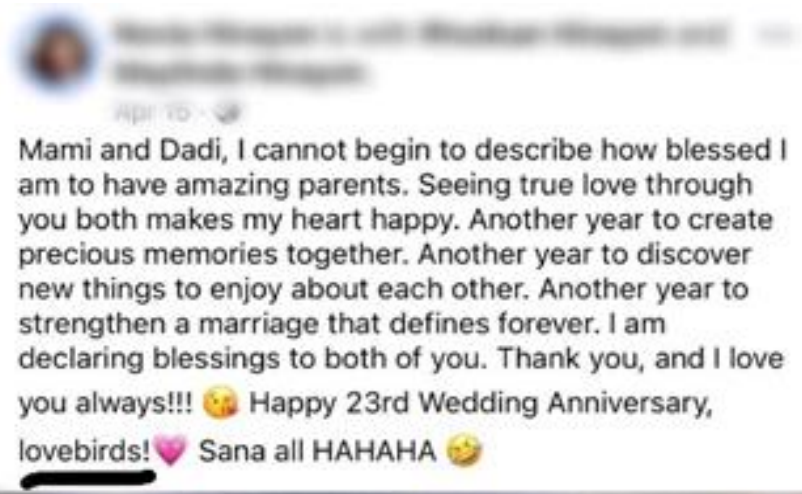 Apr 15
Mami and Dadi, I cannot begin to describe how blessed I
am to have amazing parents. Seeing true love through
you both makes my heart happy. Another year to create
precious memories together. Another year to discover
new things to enjoy about each other. Another year to
strengthen a marriage that defines forever. I am
declaring blessings to both of you. Thank you, and I love
you always!!! 😘 Happy 23rd Wedding Anniversary,
lovebirds!💗 Sana all HAHAHA 🤣